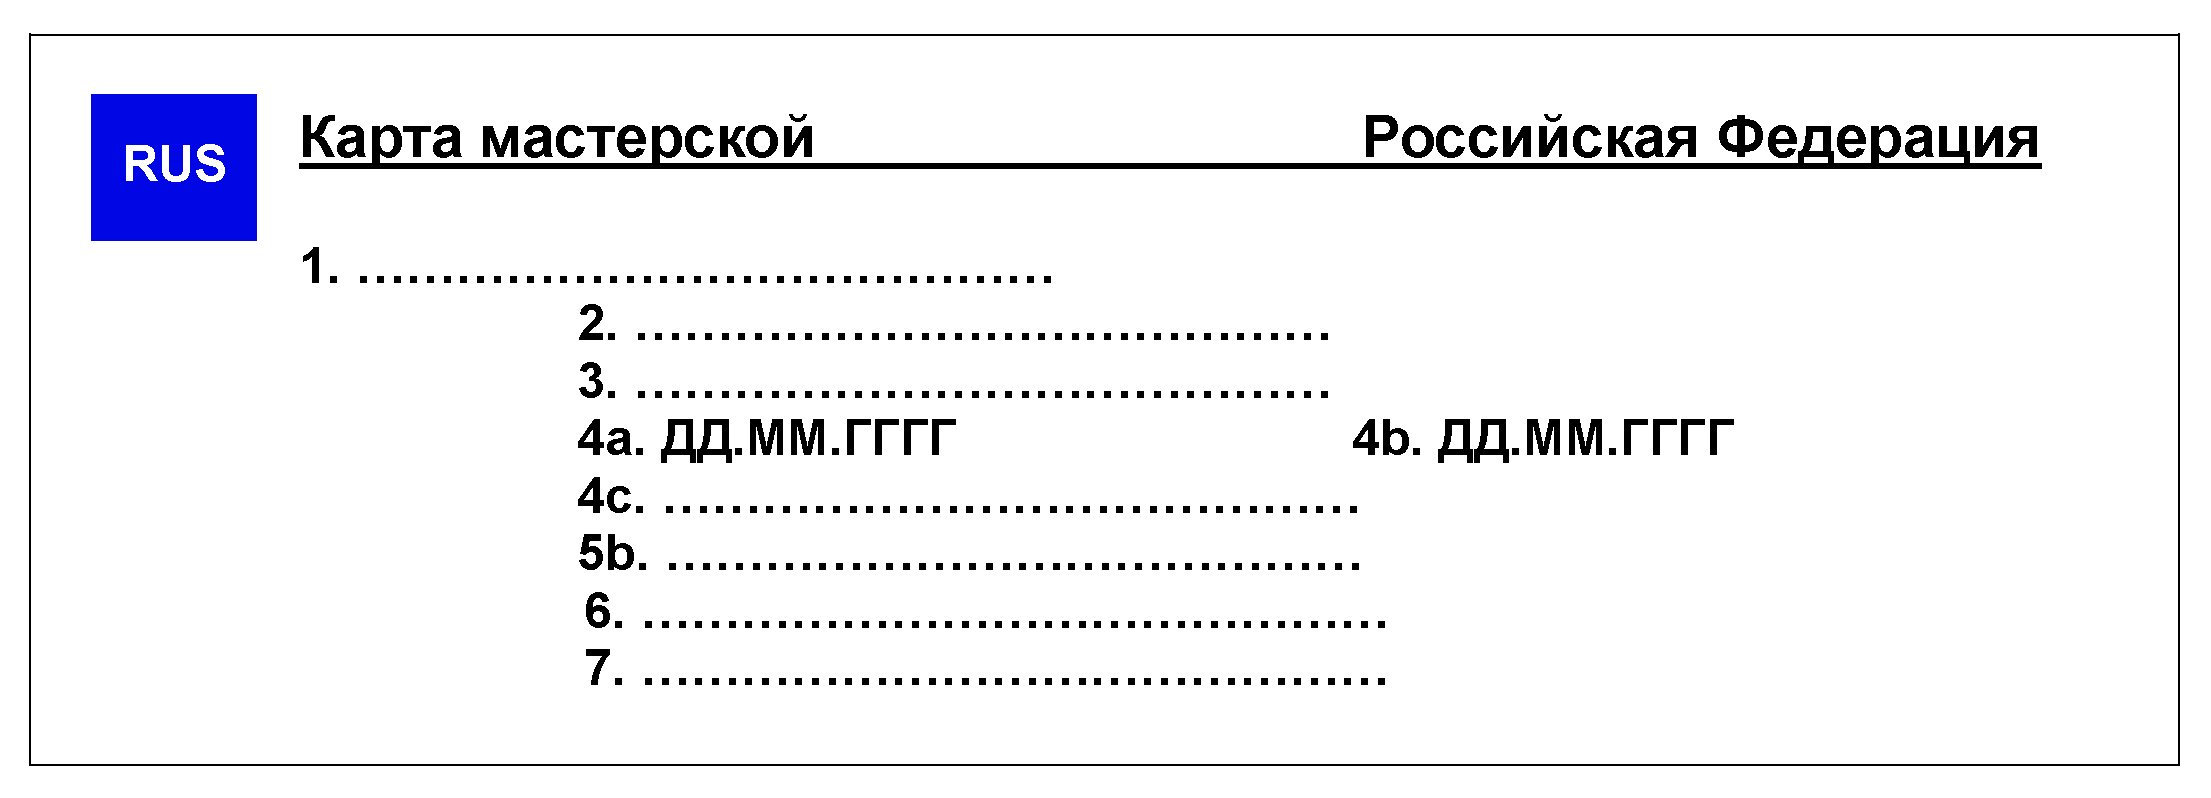 RUS
Карта мастерской Российская Федерация
1. ..........................................
2. ..........................................
3. ..........................................
4a. ДД.ММ.ГГГГ 4b. ДД.ММ.ГГГГ
4c. ..........................................
5b. ..........................................
6. .............................................
7. .............................................